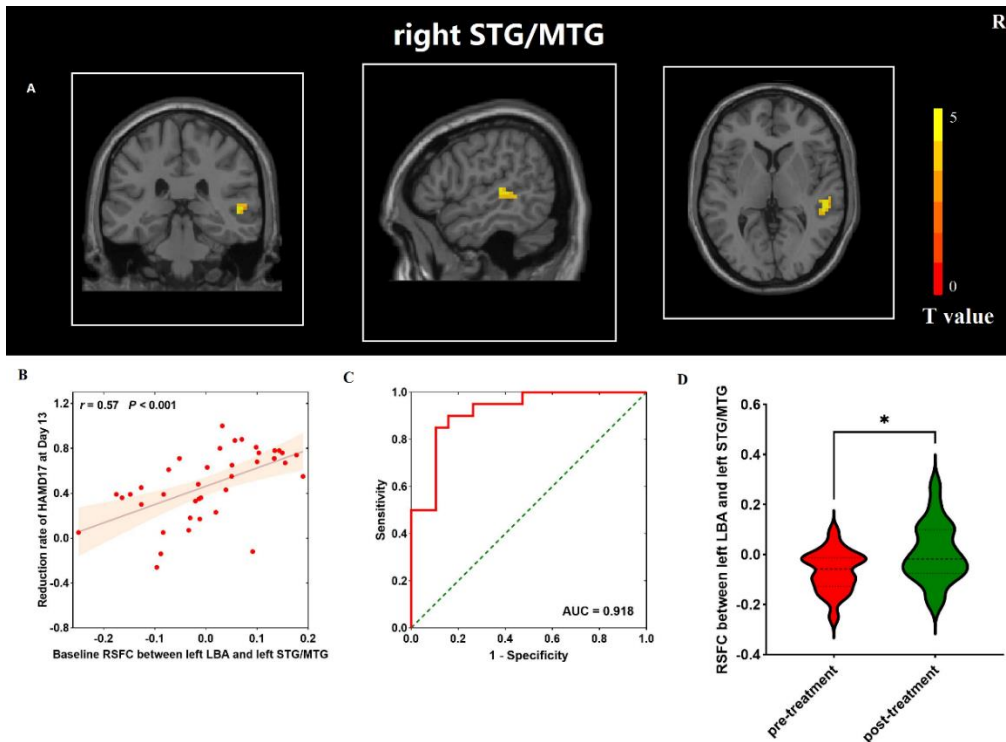 right STG/MTG
R
A
5
0
T value
B
r = 0.57 P < 0.001
Reduction rate of HAMD17 at Day 13
1.2
0.8
0.4
0.0
-0.4
-0.8
-0.2
-0.1
0.0
0.1
0.2
Baseline RSFC between left LBA and left STG/MTG
C
Sensitivity
1.0
0.8
0.6
0.4
0.2
0.0
0.0
0.2
0.4
0.6
0.8
1.0
AUC = 0.918
1 - Specificity
D
RSFC between left LBA and left STG/MTG
0.6
0.4
0.2
0.0
-0.2
-0.4
*
pre-treatment
post-treatment